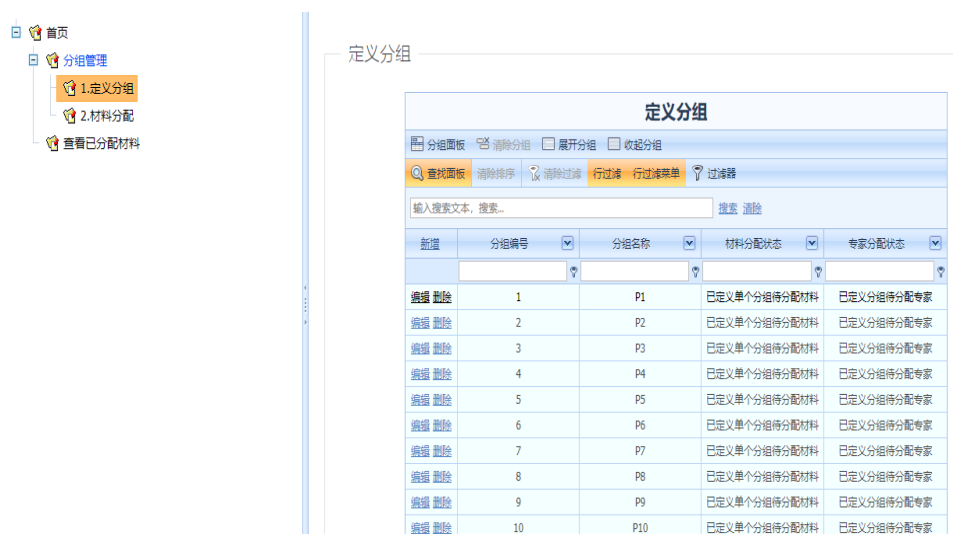 首页
分组管理
1.定义分组
2.材料分配
查看已分配材料
定义分组
定义分组
分组面板 清除分组 展开分组 收起分组
查找面板 清除排序 清除过滤 行过滤 行过滤菜单 过滤器
输入搜索文本，搜索... 搜索 清除
新增 分组编号 分组名称 材料分配状态 专家分配状态
编辑 删除 1 P1 已定义单个分组待分配材料 已定义分组待分配专家
编辑 删除 2 P2 已定义单个分组待分配材料 已定义分组待分配专家
编辑 删除 3 P3 已定义单个分组待分配材料 已定义分组待分配专家
编辑 删除 4 P4 已定义单个分组待分配材料 已定义分组待分配专家
编辑 删除 5 P5 已定义单个分组待分配材料 已定义分组待分配专家
编辑 删除 6 P6 已定义单个分组待分配材料 已定义分组待分配专家
编辑 删除 7 P7 已定义单个分组待分配材料 已定义分组待分配专家
编辑 删除 8 P8 已定义单个分组待分配材料 已定义分组待分配专家
编辑 删除 9 P9 已定义单个分组待分配材料 已定义分组待分配专家
编辑 删除 10 P10 已定义单个分组待分配材料 已定义分组待分配专家